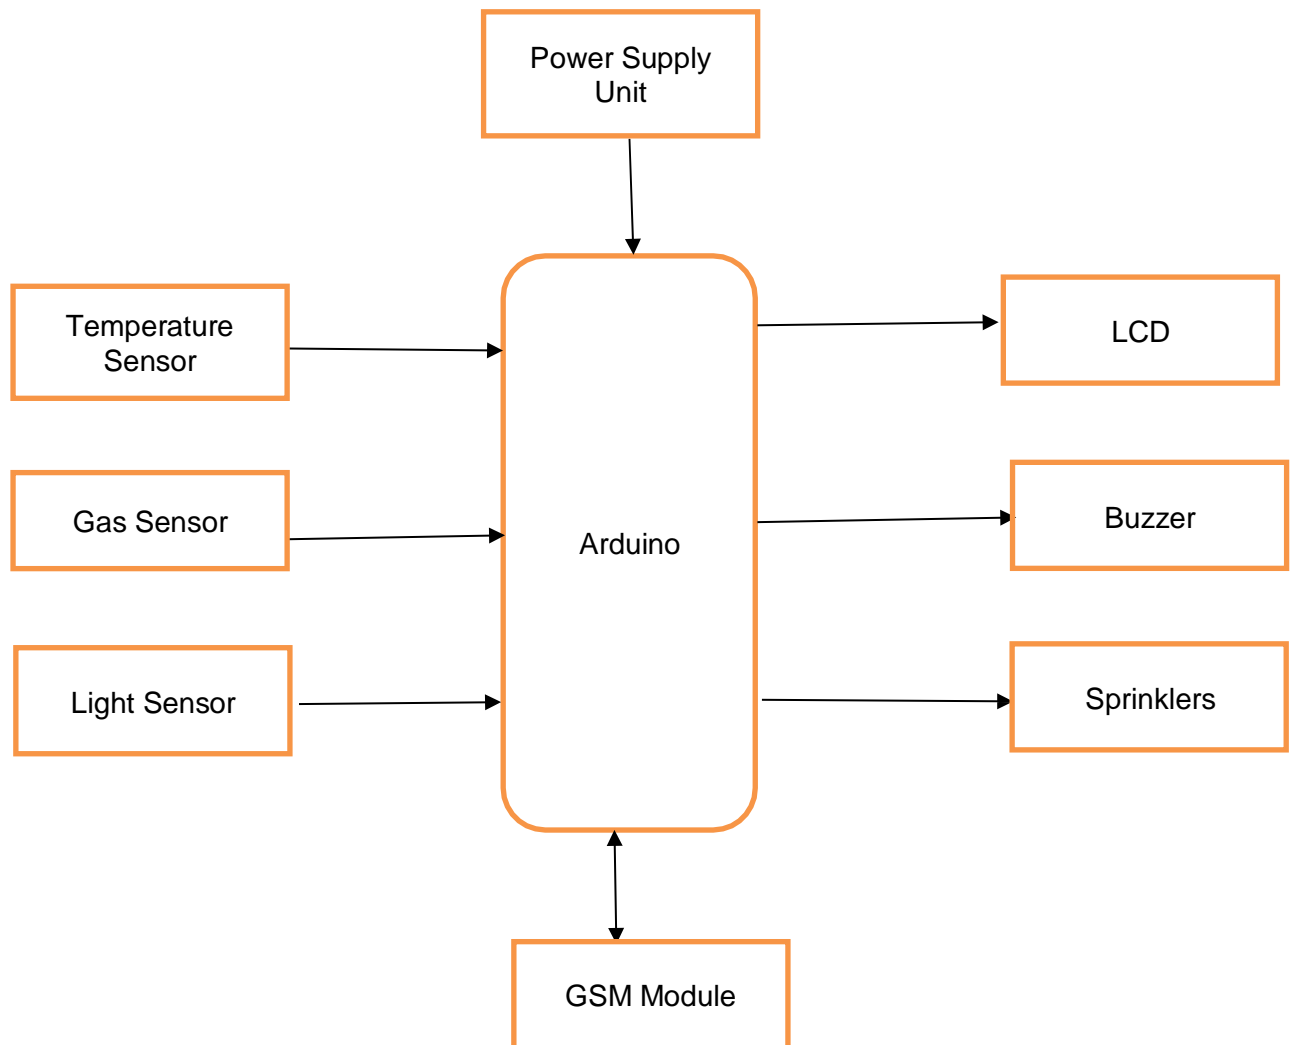 Power Supply
Unit
Temperature
Sensor
LCD
Gas Sensor
Arduino
Buzzer
Light Sensor
Sprinklers
GSM Module